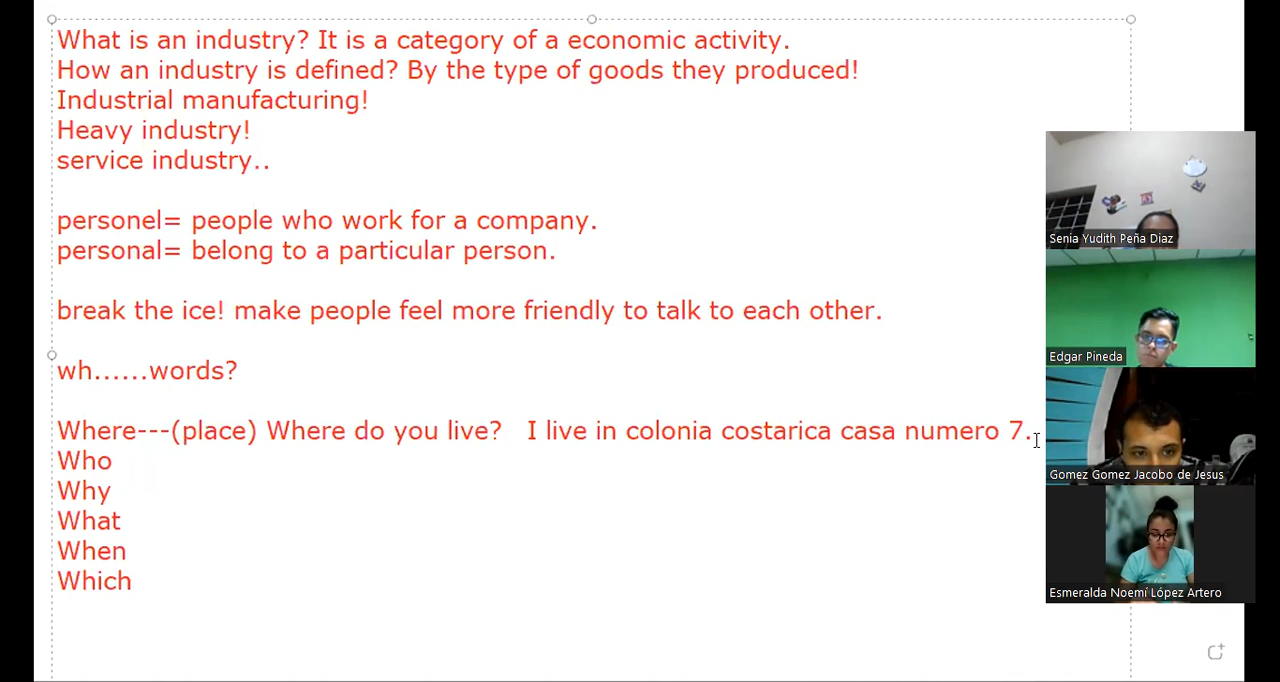 What is an industry? It is a category of a economic activity.
How an industry is defined? By the type of goods they produced!
Industrial manufacturing!
Heavy industry!
service industry..
personel= people who work for a company.
personal= belong to a particular person.
break the ice! make people feel more friendly to talk to each other.
wh......words?
Where---(place) Where do you live? I live in colonia costarica casa numero 7.
Who
Why
What
When
Which
Senia Yudith Peña Diaz
Edgar Pineda
Gomez Gomez Jacobo de Jesus
Esmeralda Noemí López Artero